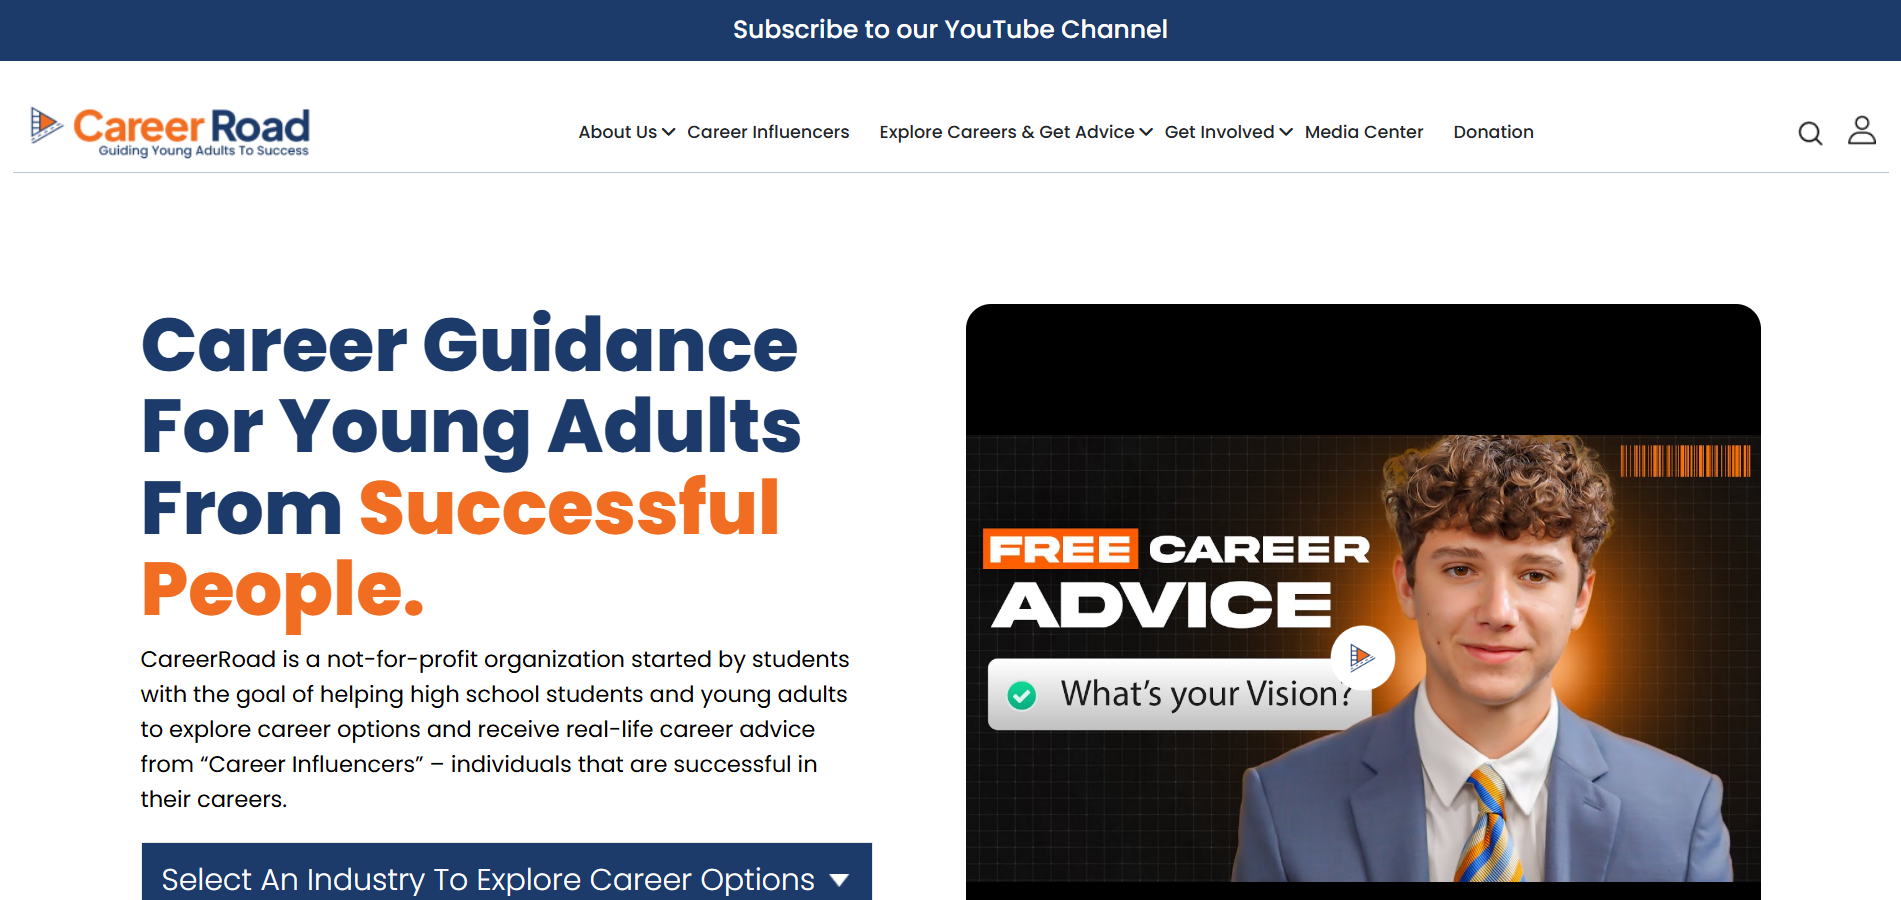 Subscribe to our YouTube Channel
Career Road
Guiding Young Adults To Success
About Us Career Influencers Explore Careers & Get Advice Get Involved Media Center Donation
Career Guidance
For Young Adults
From Successful
People.
CareerRoad is a not-for-profit organization started by students
with the goal of helping high school students and young adults
to explore career options and receive real-life career advice
from “Career Influencers” – individuals that are successful in
their careers.
Select An Industry To Explore Career Options
FREE CAREER
ADVICE
What’s your Vision?